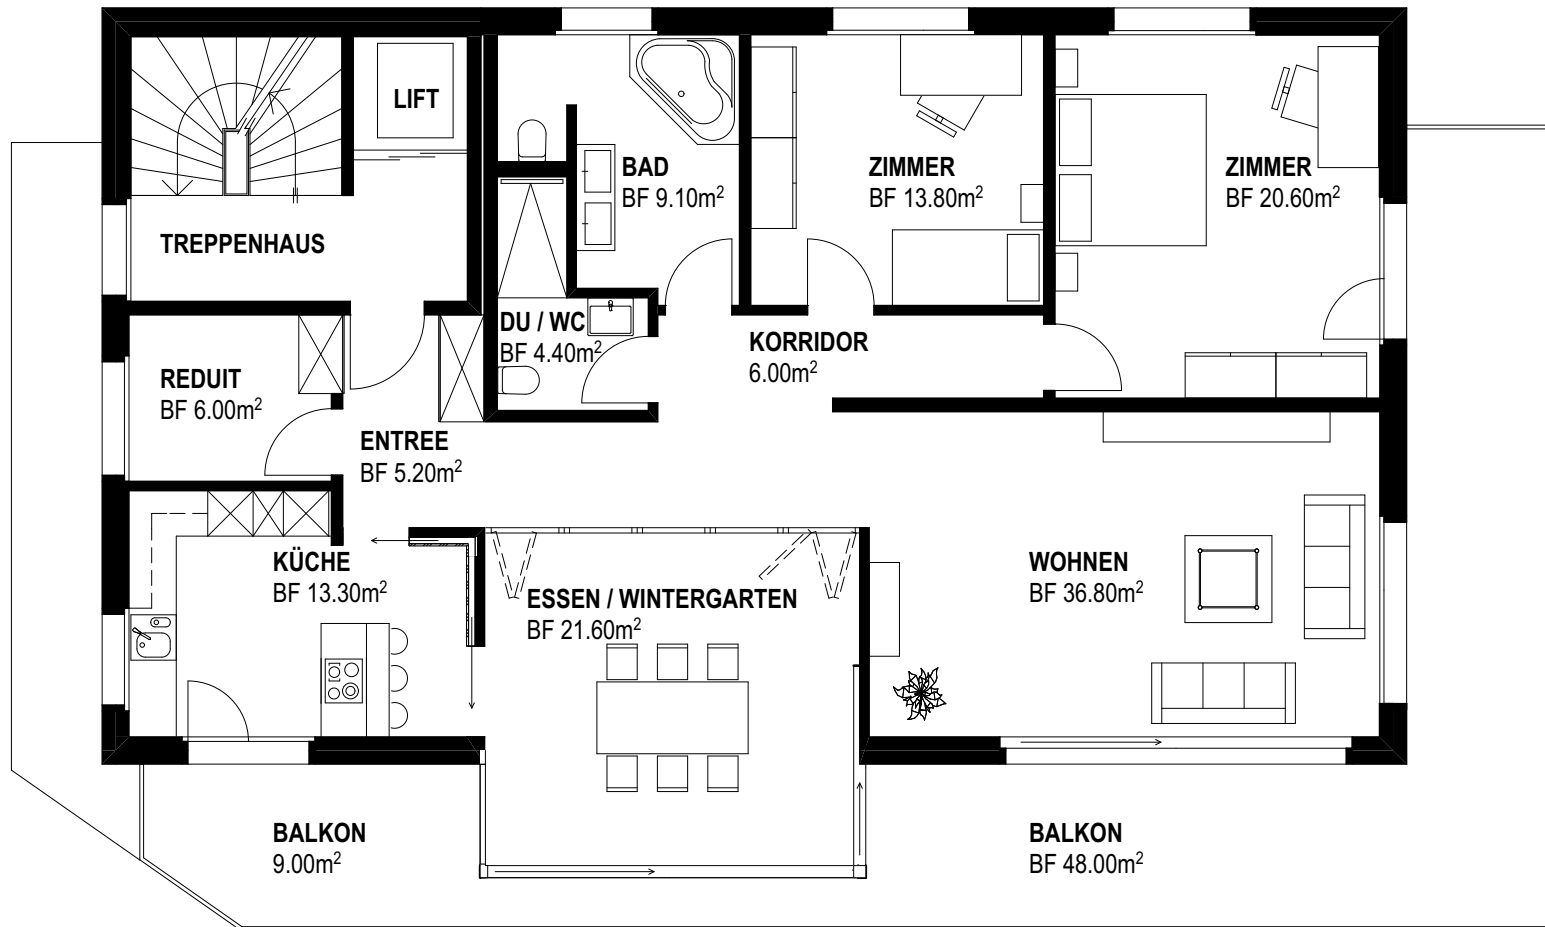 LIFT
BAD
BF 9.10m²
ZIMMER
BF 13.80m²
ZIMMER
BF 20.60m²
TREPPENHAUS
DU / WC
BF 4.40m²
KORRIDOR
6.00m²
REDUIT
BF 6.00m²
ENTREE
BF 5.20m²
KÜCHE
BF 13.30m²
ESSEN / WINTERGARTEN
BF 21.60m²
WOHNEN
BF 36.80m²
BALKON
9.00m²
BALKON
BF 48.00m²